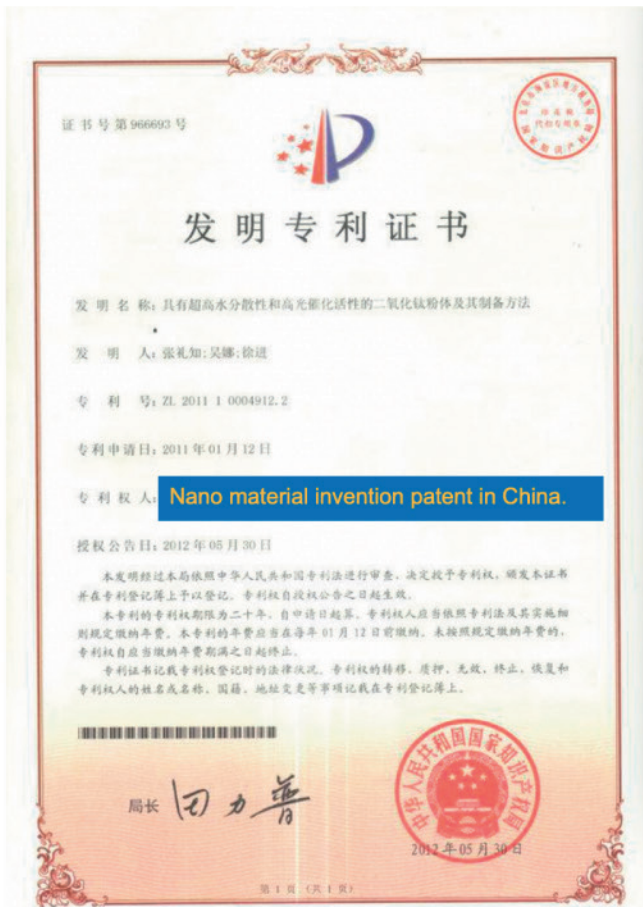 证书号第966693号
发明专利证书
发 明 名 称：具有超高水分散性和高光催化活性的二氧化钛粉体及其制备方法
发 明 人：张礼知;吴娜;徐进
专 利 号：ZL 2011 1 0004912.2
专利申请日：2011年01月12日
专 利 权 人： Nano material invention patent in China.
授权公告日：2012年05月30日
本发明经过本局依照中华人民共和国专利法进行审查，决定授予专利权，颁发本证书
并在专利登记簿上予以登记。专利权自授权公告之日起生效。
本专利的专利权期限为二十年，自申请日起算。专利权人应当依照专利法及其实施细
则规定缴纳年费。本专利的年费应当在每年01月12日前缴纳。未按照规定缴纳年费的，
专利权自应当缴纳年费期满之日起终止。
专利证书记载专利权登记时的法律状况。专利权的转移、质押、无效、终止、恢复和
专利权人的姓名或名称、国籍、地址变更等事项记载在专利登记簿上。
局长 田力普
中华人民共和国国家知识产权局
2012年05月30日
第1页（共1页）